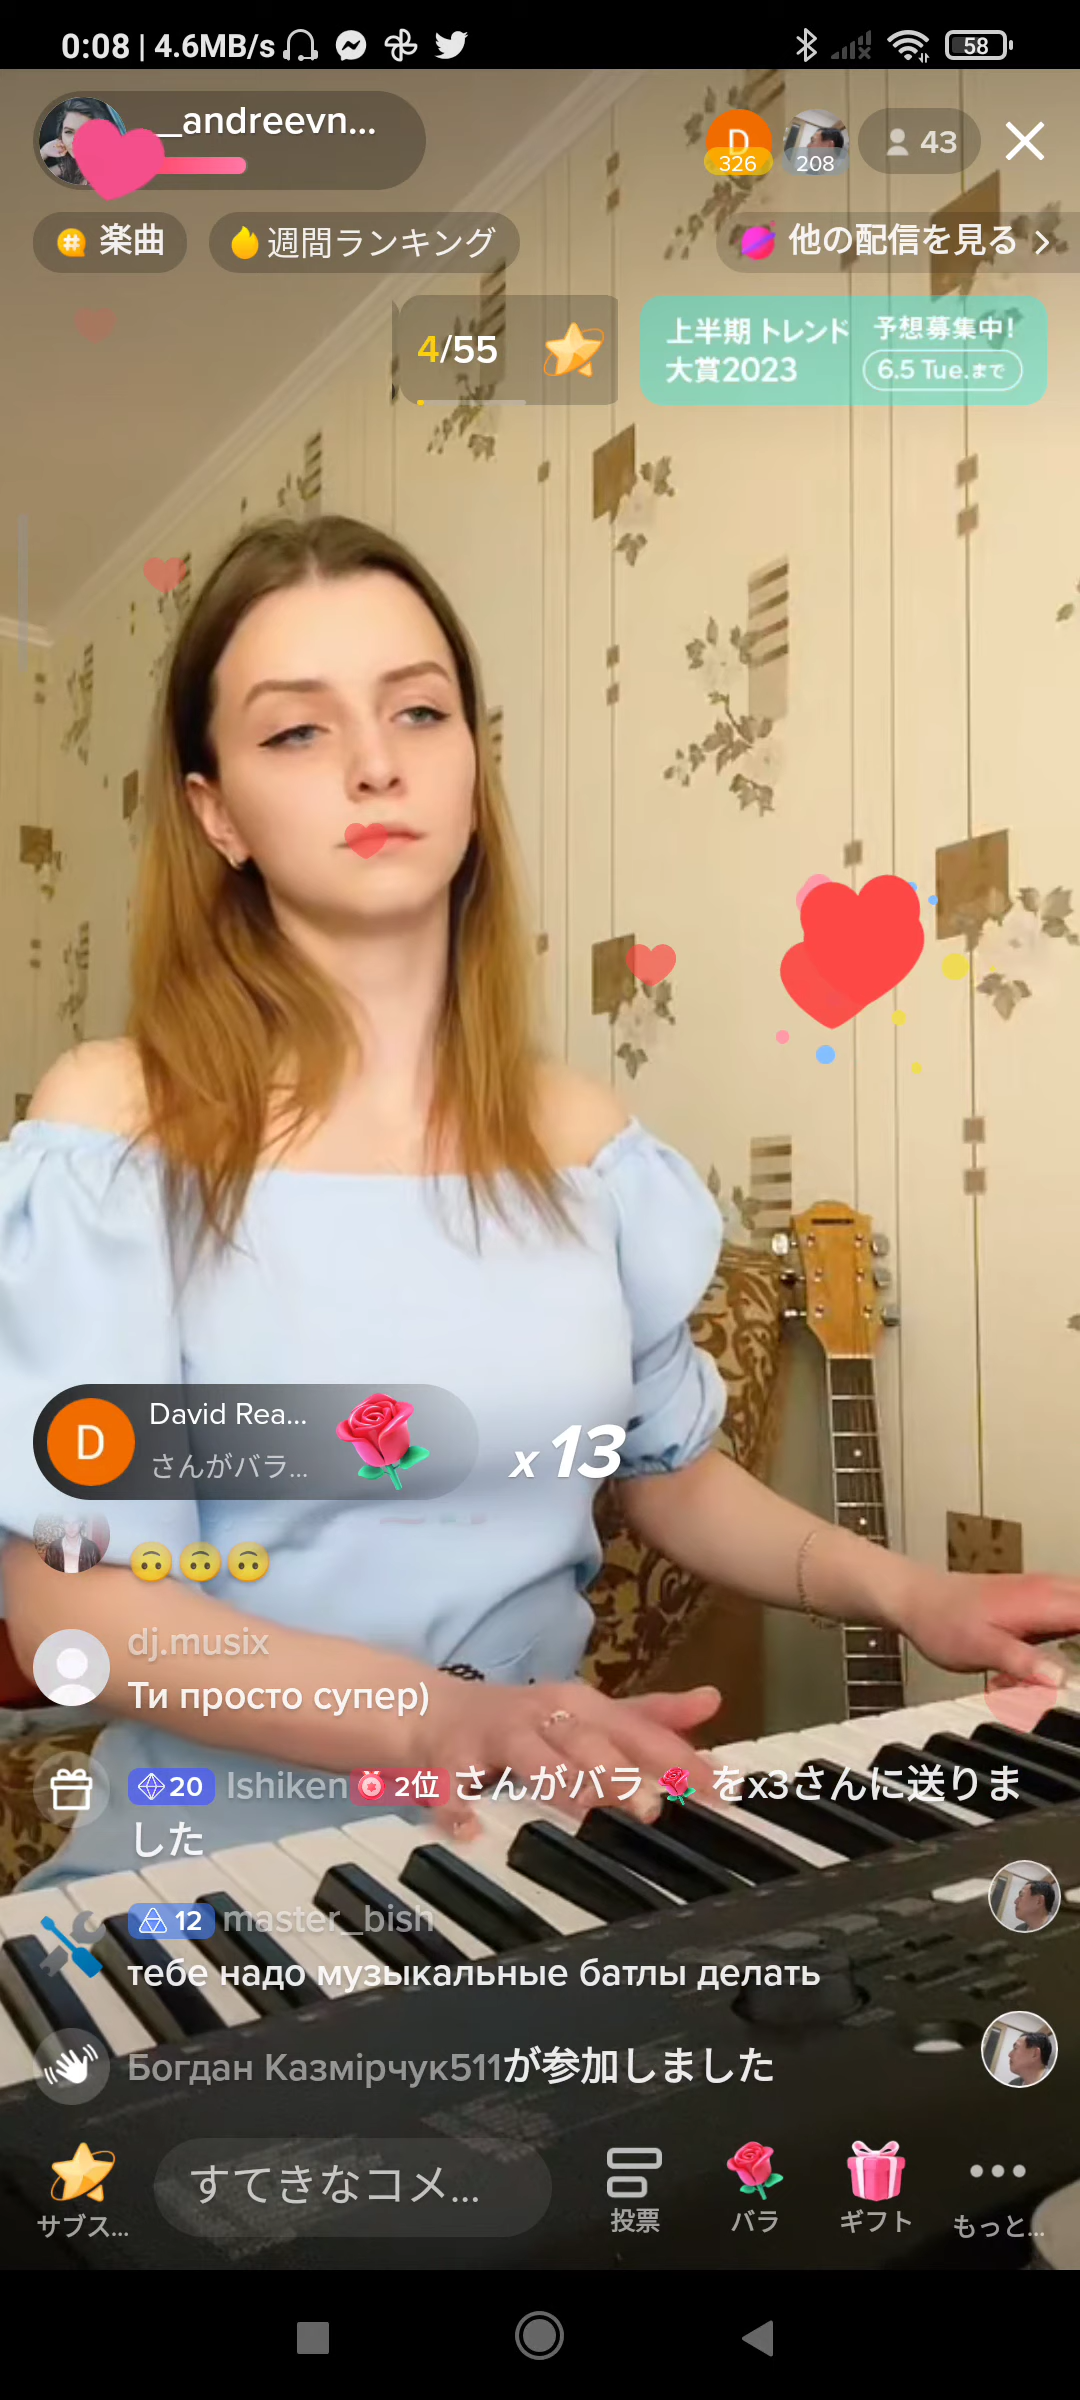 0:08 | 4.6MB/s
58
__andreevn...
D
326
208
43
楽曲
週間ランキング
他の配信を見る
4/55
上半期 トレンド
大賞2023
予想募集中!
6.5 Tue.まで
D
David Rea...
さんがバラ...
x 13
dj.musix
Ти просто супер)
20 Ishiken 2位 さんがバラ をx3さんに送りま
した
12 master_bish
тебе надо музыкальные батлы делать
Богдан Казмірчук511が参加しました
サブス...
すてきなコメ...
投票
バラ
ギフト
もっと...